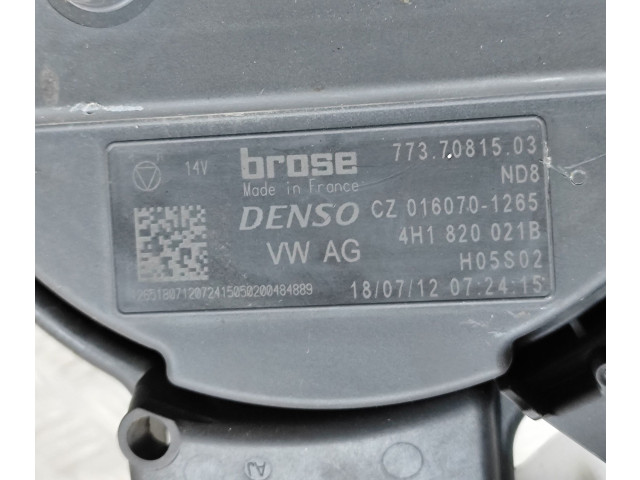 14V brose 773.70815.03
Made in France ND8
DENSO CZ 016070-1265
VW AG 4H1 820 021B
H05S02
18/07/12 07:24:15